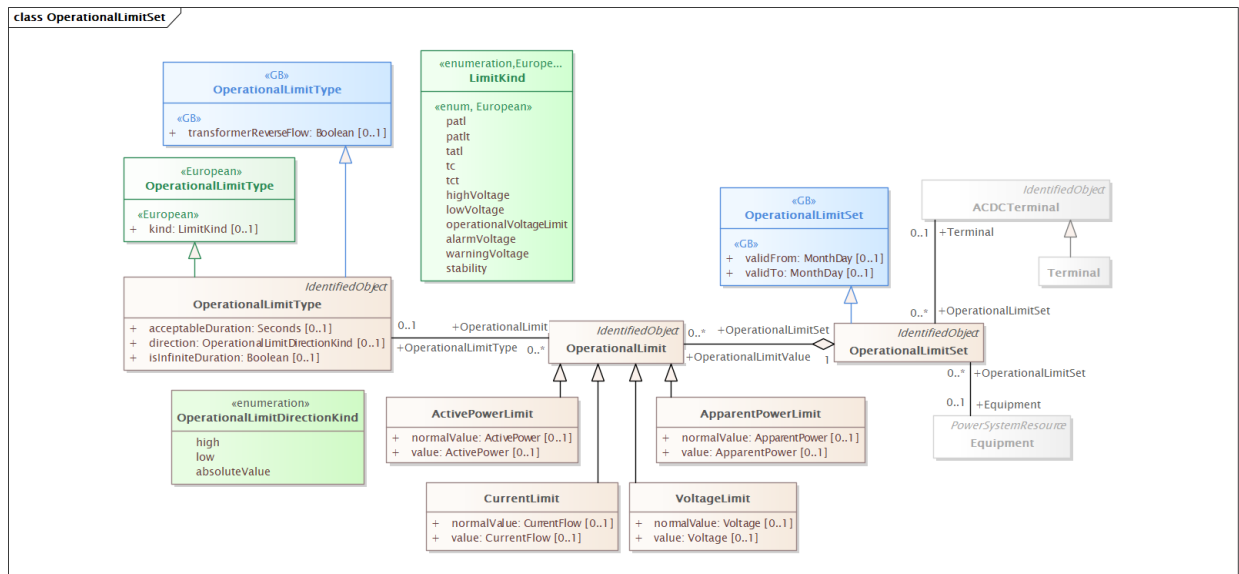 class OperationalLimitSet
«GB»
OperationalLimitType
«GB»
+ transformerReverseFlow: Boolean [0..1]
«enumeration,Europe...
LimitKind
«enum, European»
patl
patlt
tatl
tc
tct
highVoltage
lowVoltage
operationalVoltageLimit
alarmVoltage
warningVoltage
stability
«European»
OperationalLimitType
«European»
+ kind: LimitKind [0..1]
«GB»
OperationalLimitSet
«GB»
+ validFrom: MonthDay [0..1]
+ validTo: MonthDay [0..1]
IdentifiedObject
ACDCTerminal
0..1
+Terminal
Terminal
0..*
+OperationalLimitSet
IdentifiedObject
OperationalLimitType
+ acceptableDuration: Seconds [0..1]
+ direction: OperationalLimitDirectionKind [0..1]
+ isInfiniteDuration: Boolean [0..1]
0..1
+OperationalLimit
+OperationalLimitType
0..*
IdentifiedObject
OperationalLimit
0..*
+OperationalLimitSet
+OperationalLimitValue
1
IdentifiedObject
OperationalLimitSet
0..*
+OperationalLimitSet
0..1
+Equipment
PowerSystemResource
Equipment
«enumeration»
OperationalLimitDirectionKind
high
low
absoluteValue
ActivePowerLimit
+ normalValue: ActivePower [0..1]
+ value: ActivePower [0..1]
ApparentPowerLimit
+ normalValue: ApparentPower [0..1]
+ value: ApparentPower [0..1]
CurrentLimit
+ normalValue: CurrentFlow [0..1]
+ value: CurrentFlow [0..1]
VoltageLimit
+ normalValue: Voltage [0..1]
+ value: Voltage [0..1]